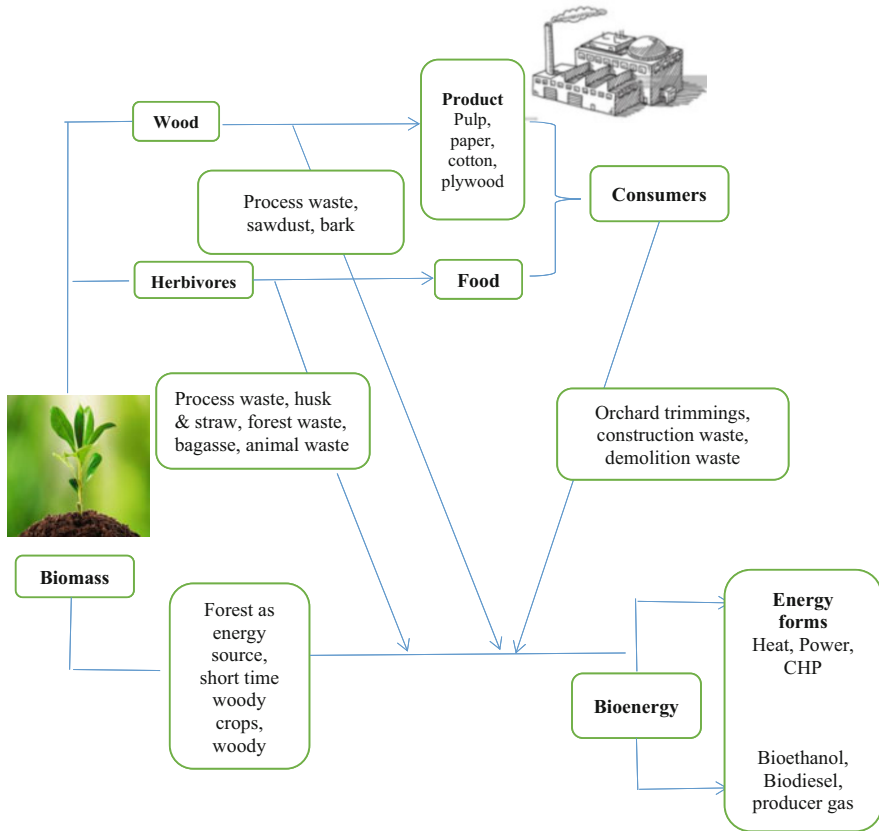 Wood
Product
Pulp,
paper,
cotton,
plywood
Process waste,
sawdust, bark
Consumers
Herbivores
Food
Process waste, husk
& straw, forest waste,
bagasse, animal waste
Orchard trimmings,
construction waste,
demolition waste
Biomass
Forest as
energy
source,
short time
woody
crops,
woody
Bioenergy
Energy
forms
Heat, Power,
CHP
Bioethanol,
Biodiesel,
producer gas